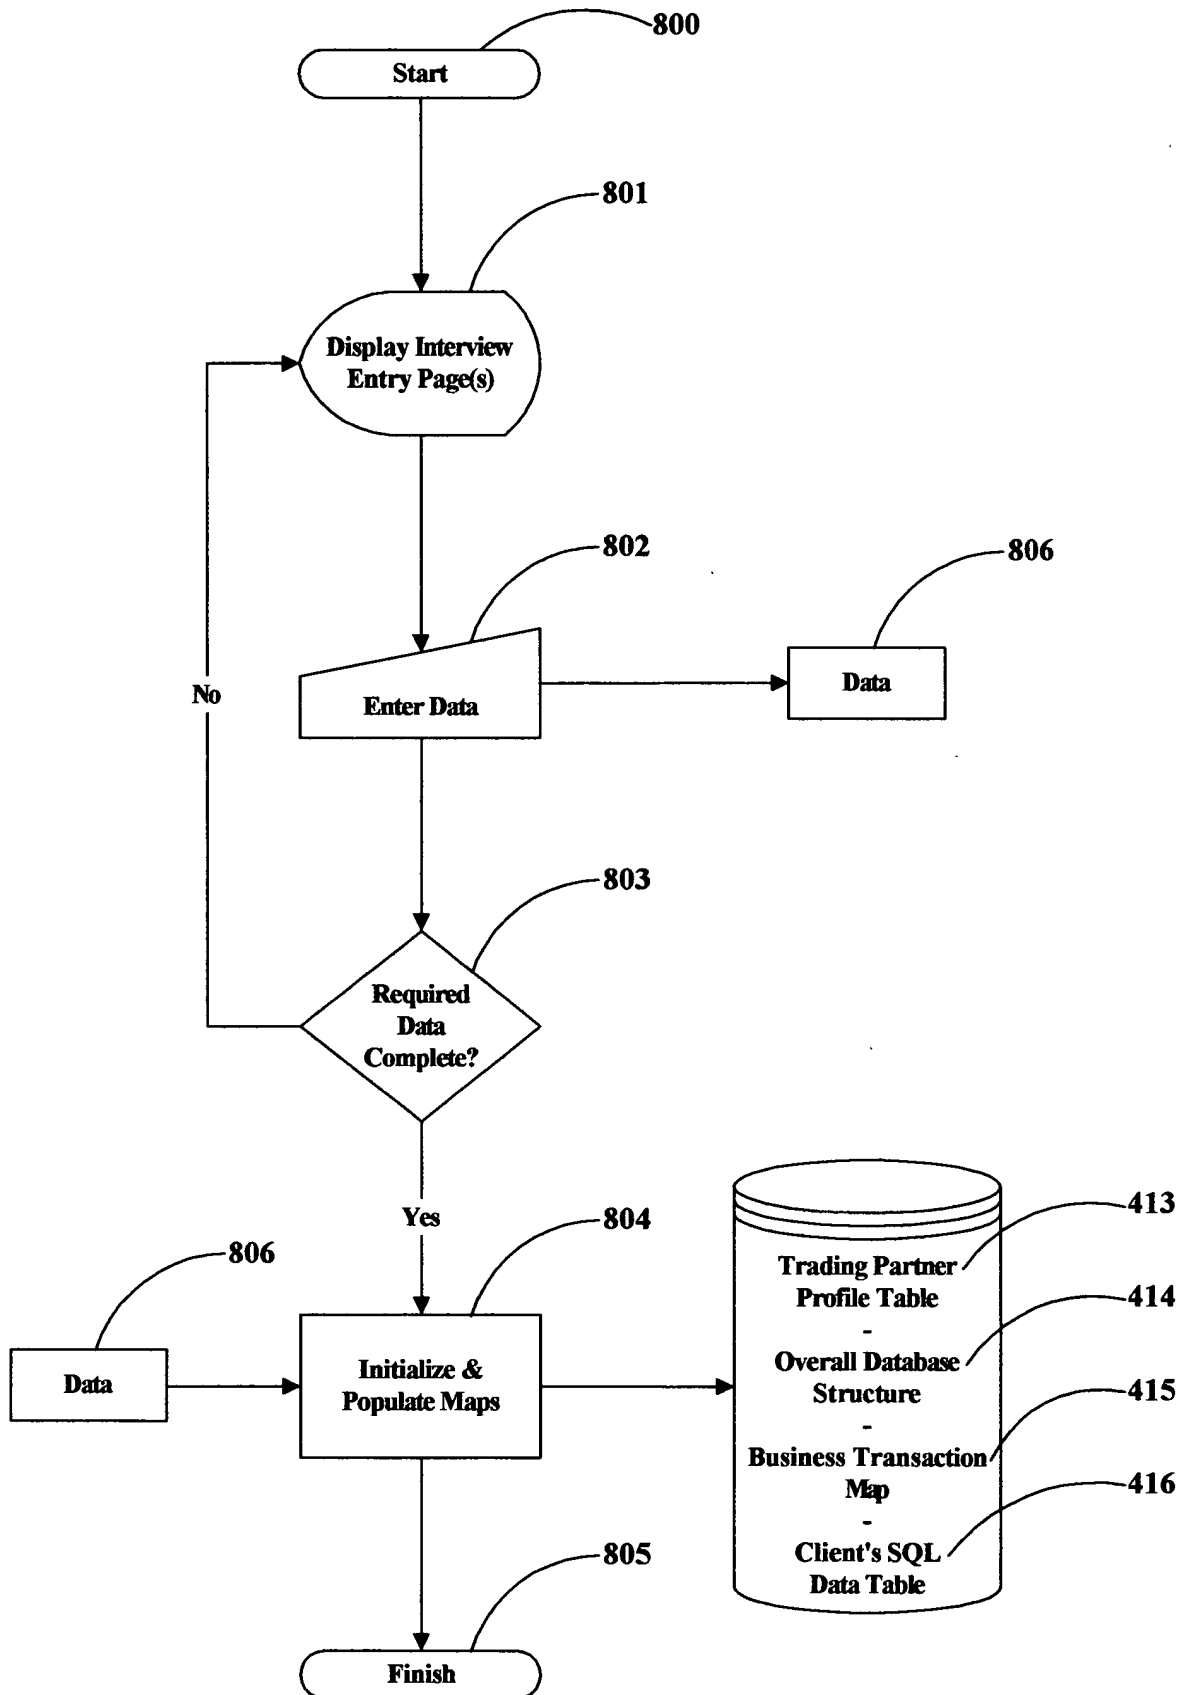 800
Start
801
Display Interview
Entry Page(s)
802
806
No
Data
Enter Data
803
Required
Data
Complete?
413
Yes
804
806
Trading Partner
Profile Table
414
-
Data
Initialize &
Populate Maps
Overall Database
Structure
415
-
Business Transaction
Map
416
-
Client's SQL
Data Table
805
Finish